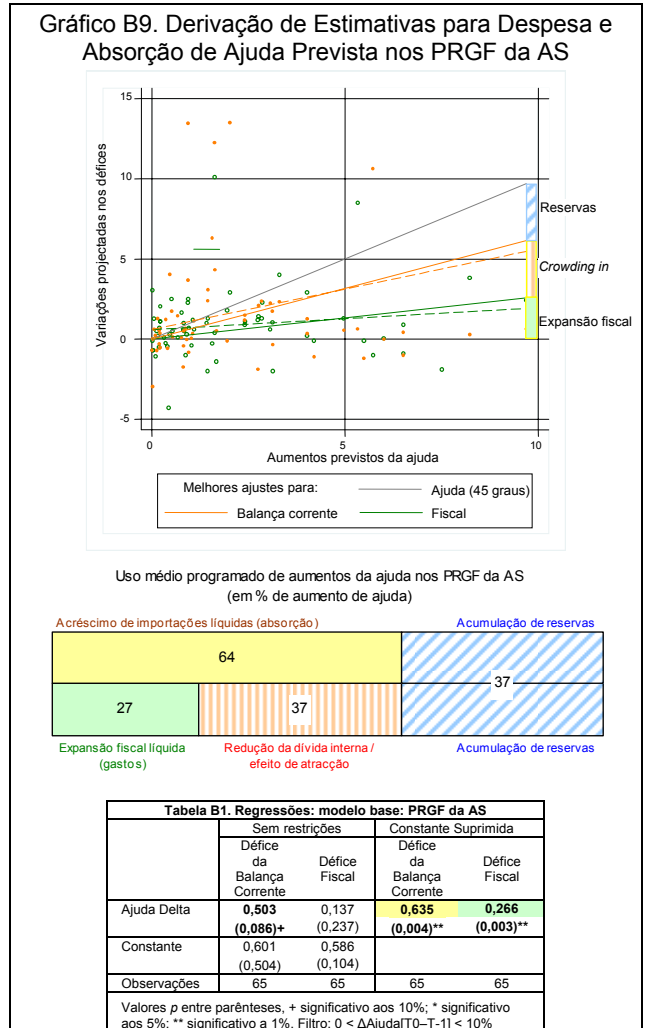 Gráfico B9. Derivação de Estimativas para Despesa e
Absorção de Ajuda Prevista nos PRGF da AS
Variações projectadas nos défices
15
10
5
0
-5
0
5
10
Reservas
Crowding in
Expansão fiscal
Aumentos previstos da ajuda
Melhores ajustes para:
Ajuda (45 graus)
Balança corrente
Fiscal
Uso médio programado de aumentos da ajuda nos PRGF da AS
(em % de aumento de ajuda)
Acréscimo de importações líquidas (absorção)
Acumulação de reservas
64
37
27
37
Expansão fiscal líquida
(gastos)
Redução da dívida interna /
efeito de atracção
Acumulação de reservas
Tabela B1. Regressões: modelo base: PRGF da AS
Sem restrições
Constante Suprimida
Défice
da
Balança
Corrente
Défice
Fiscal
Défice
da
Balança
Corrente
Défice
Fiscal
Ajuda Delta 0,503 0,137 0,635 0,266
(0,086)+ (0,237) (0,004)** (0,003)**
Constante 0,601 0,586
(0,504) (0,104)
Observações 65 65 65 65
Valores p entre parênteses, + significativo aos 10%; * significativo
aos 5%; ** significativo a 1%. Filtro: 0 < ΔAjuda[T0–T-1] < 10%